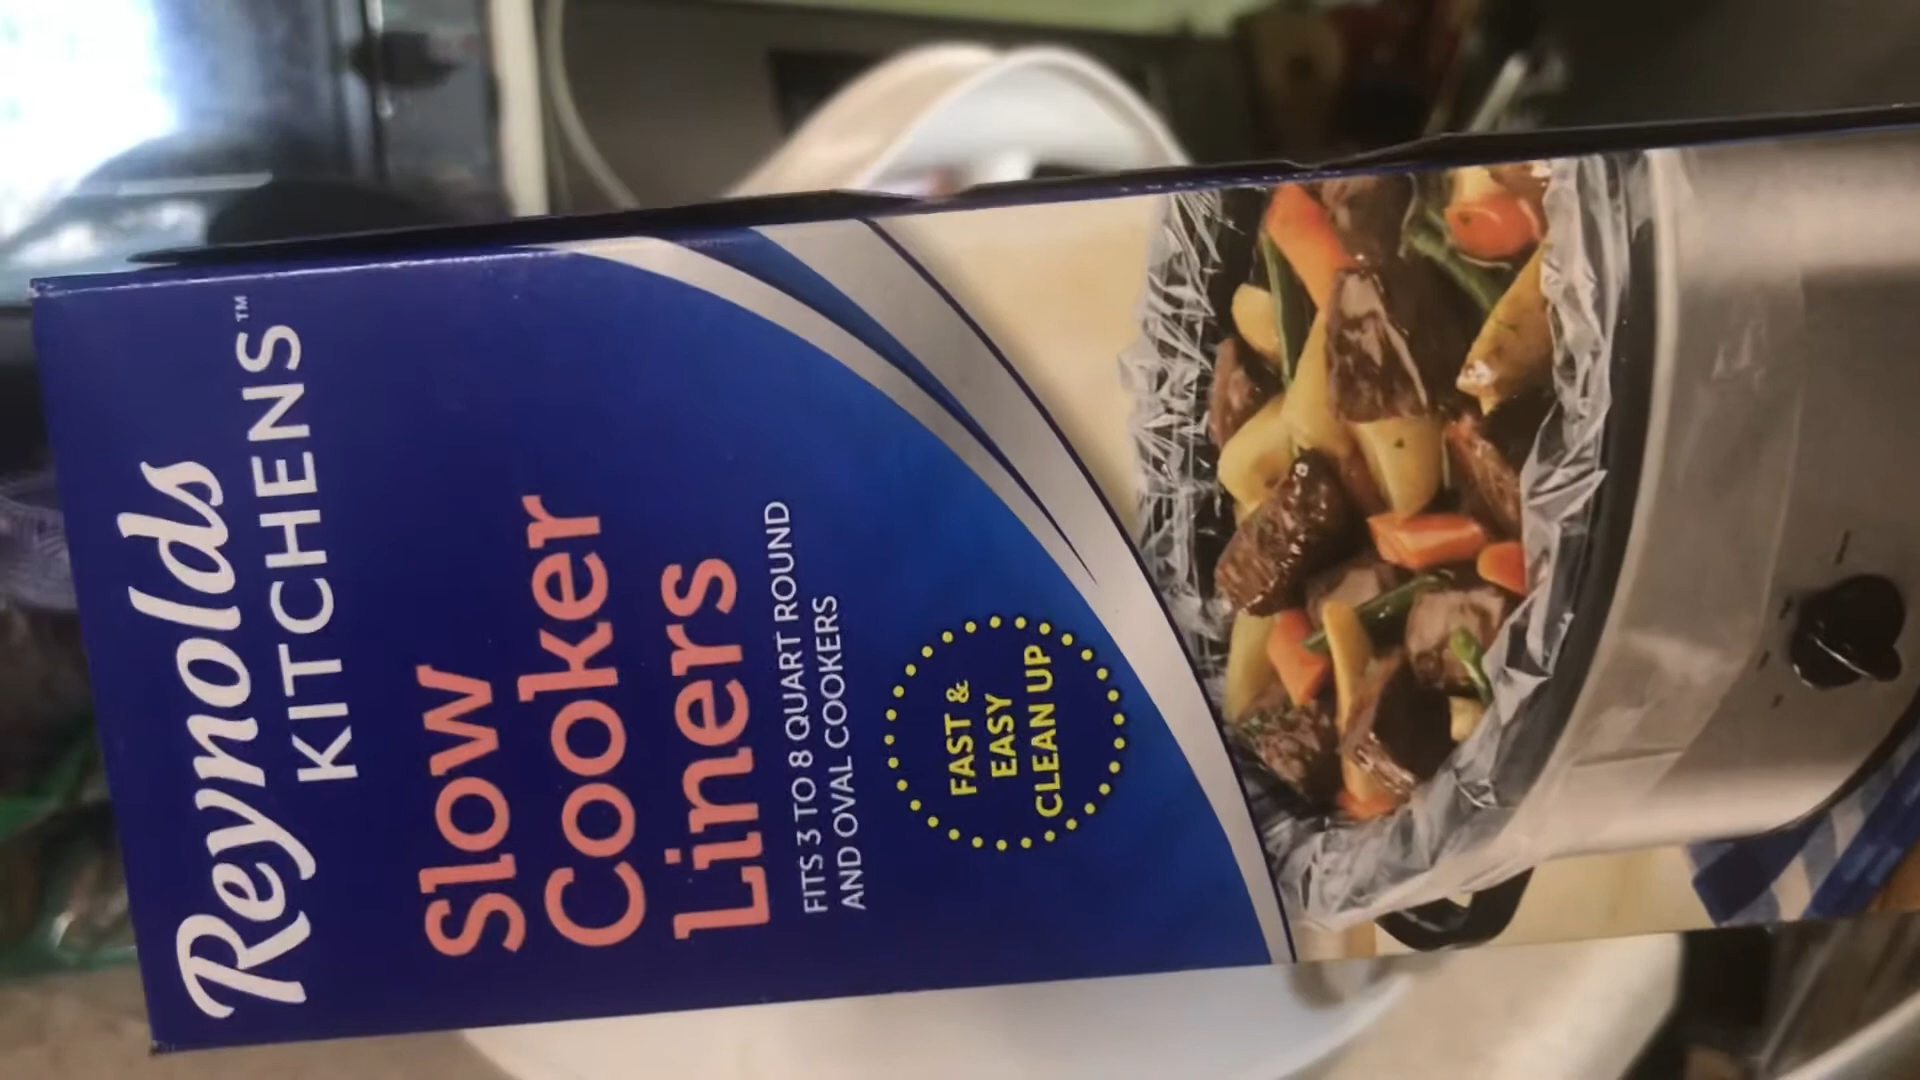 Reynolds
KITCHENS™
Slow
Cooker
Liners
FITS 3 TO 8 QUART ROUND
AND OVAL COOKERS
FAST &
EASY
CLEAN UP